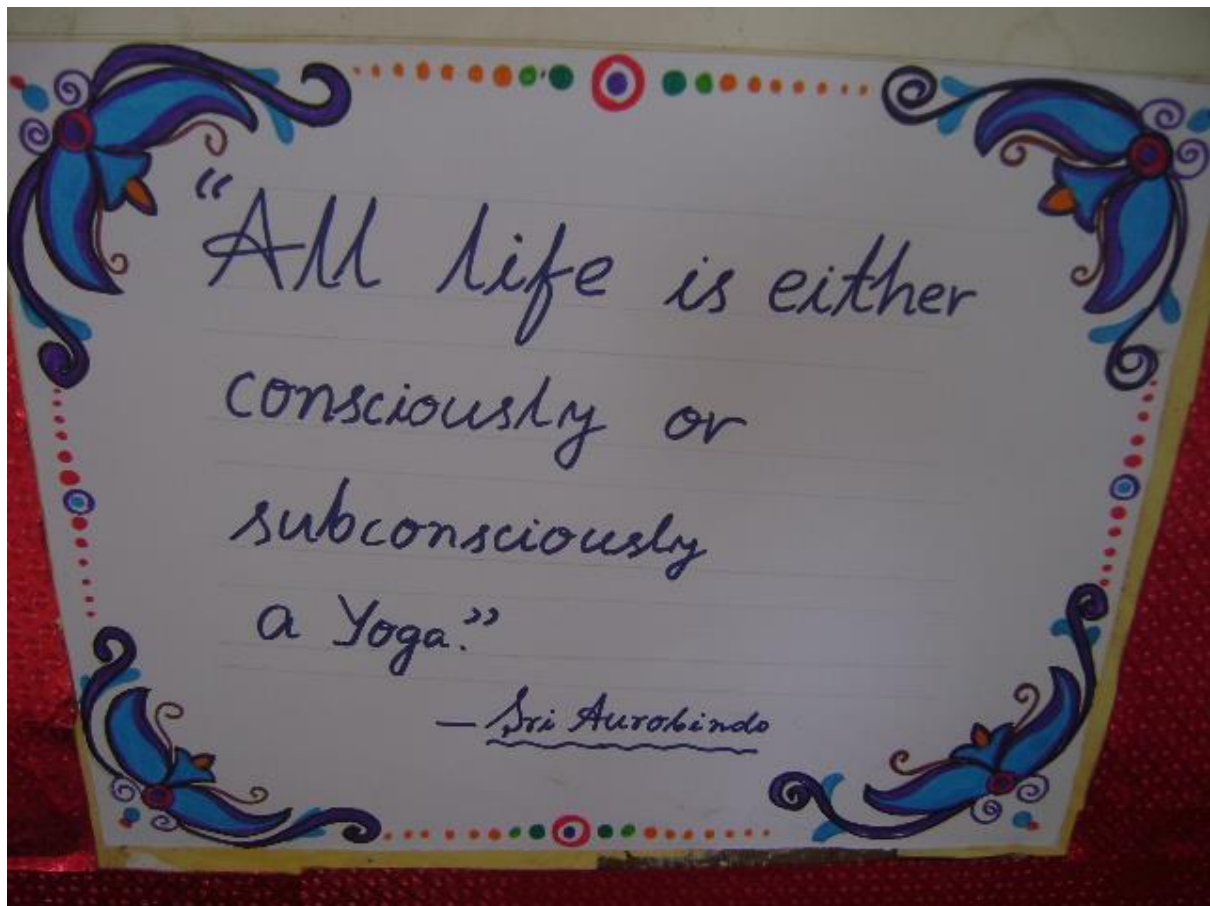 "All life is either
consciously or
subconsciously
a Yoga."
— Sri Aurobindo